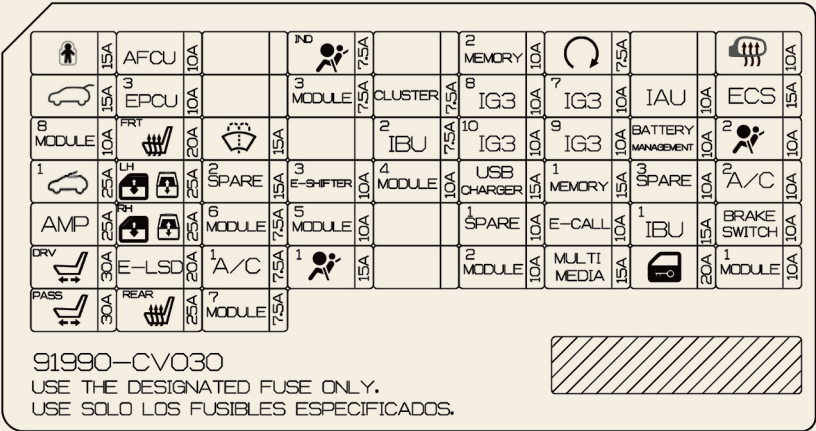 15A AFCU 10A IND 7.5A 2 MEMORY 10A 7.5A 10A
15A 3 EPCU 10A 3 MODULE 7.5A CLUSTER 7.5A 8 IG3 10A 7 IG3 10A IAU 10A ECS 15A
8 MODULE 10A FRT 20A 15A 2 IBU 7.5A 10 IG3 10A 9 IG3 10A BATTERY MANAGEMENT 10A 2 10A
1 25A LH 25A 2 SPARE 15A 3 E-SHIFTER 10A 4 MODULE 10A USB CHARGER 15A 1 MEMORY 15A 3 SPARE 10A 2 A/C 10A
AMP 25A RH 25A 6 MODULE 7.5A 5 MODULE 10A 1 SPARE 10A E-CALL 10A 1 IBU 15A BRAKE SWITCH 10A
DRV 30A E-LSD 20A 1 A/C 7.5A 1 15A 2 MODULE 10A MULTI MEDIA 15A 20A 1 MODULE 10A
PASS 30A REAR 25A 7 MODULE 7.5A
91990-CV030
USE THE DESIGNATED FUSE ONLY.
USE SOLO LOS FUSIBLES ESPECIFICADOS.